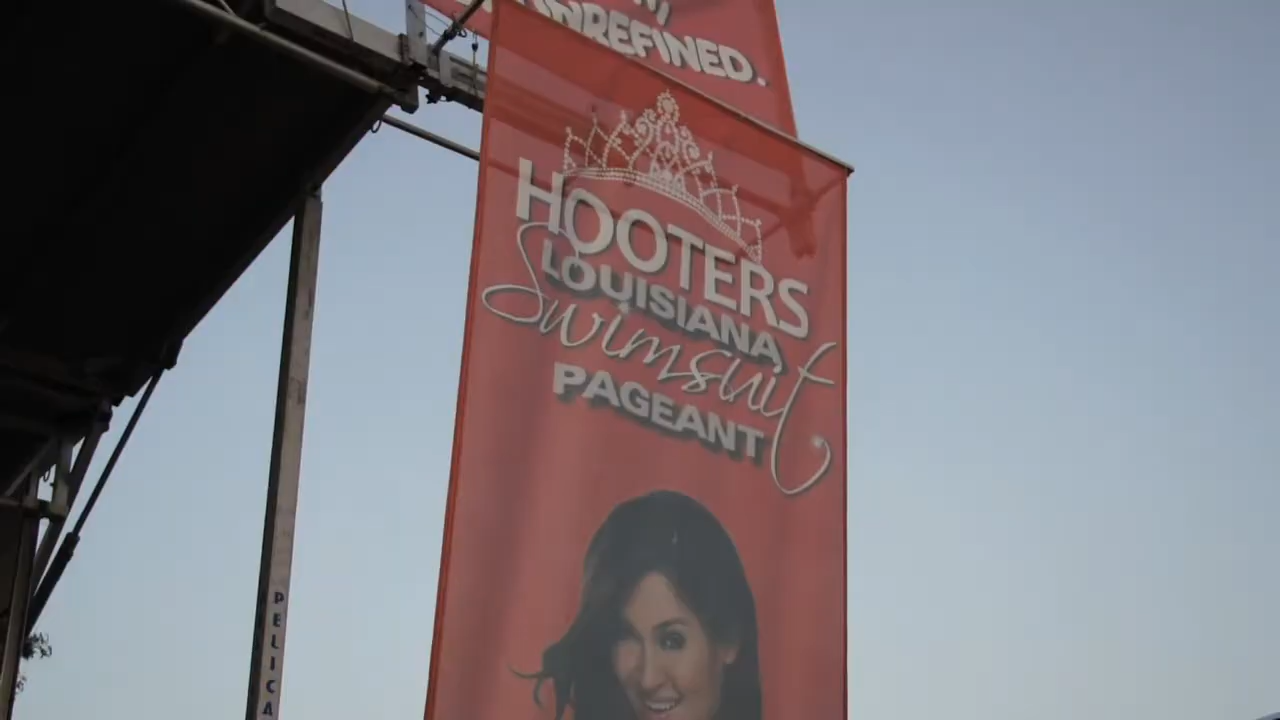 UNREFINED.
HOOTERS
LOUISIANA
Swimsuit
PAGEANT
PELICA